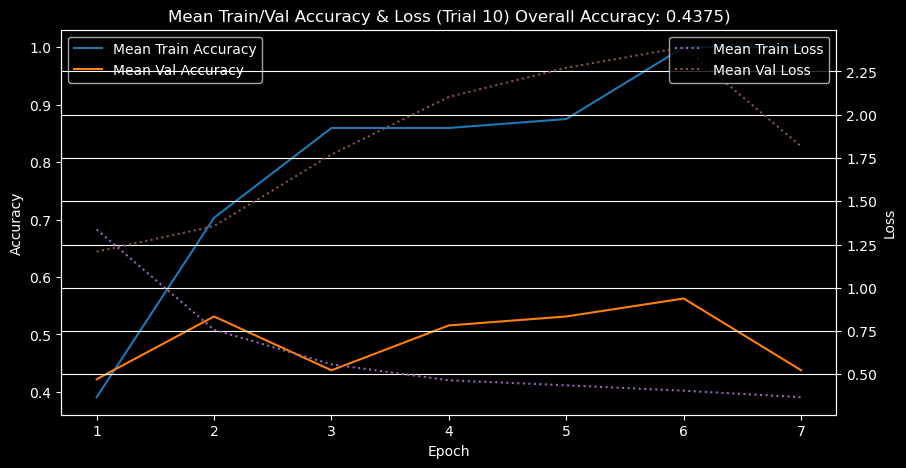 Mean Train/Val Accuracy & Loss (Trial 10) Overall Accuracy: 0.4375)
Mean Train Accuracy
Mean Val Accuracy
Mean Train Loss
Mean Val Loss
1.0
0.9
0.8
0.7
0.6
0.5
0.4
Accuracy
2.25
2.00
1.75
1.50
1.25
1.00
0.75
0.50
Loss
1 2 3 4 5 6 7
Epoch